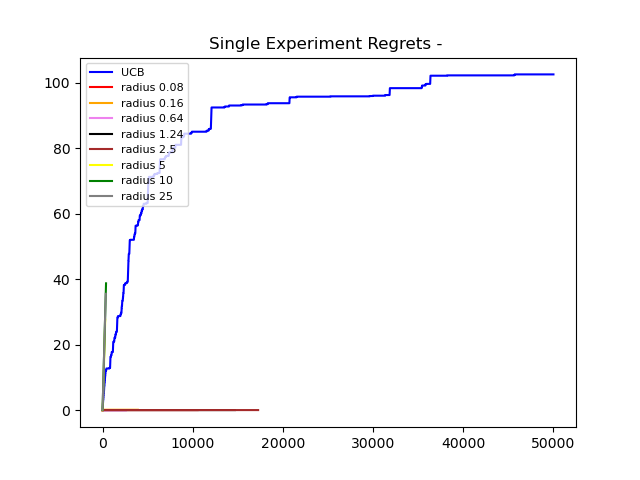 Single Experiment Regrets -
100
80
60
40
20
0
UCB
radius 0.08
radius 0.16
radius 0.64
radius 1.24
radius 2.5
radius 5
radius 10
radius 25
0 10000 20000 30000 40000 50000